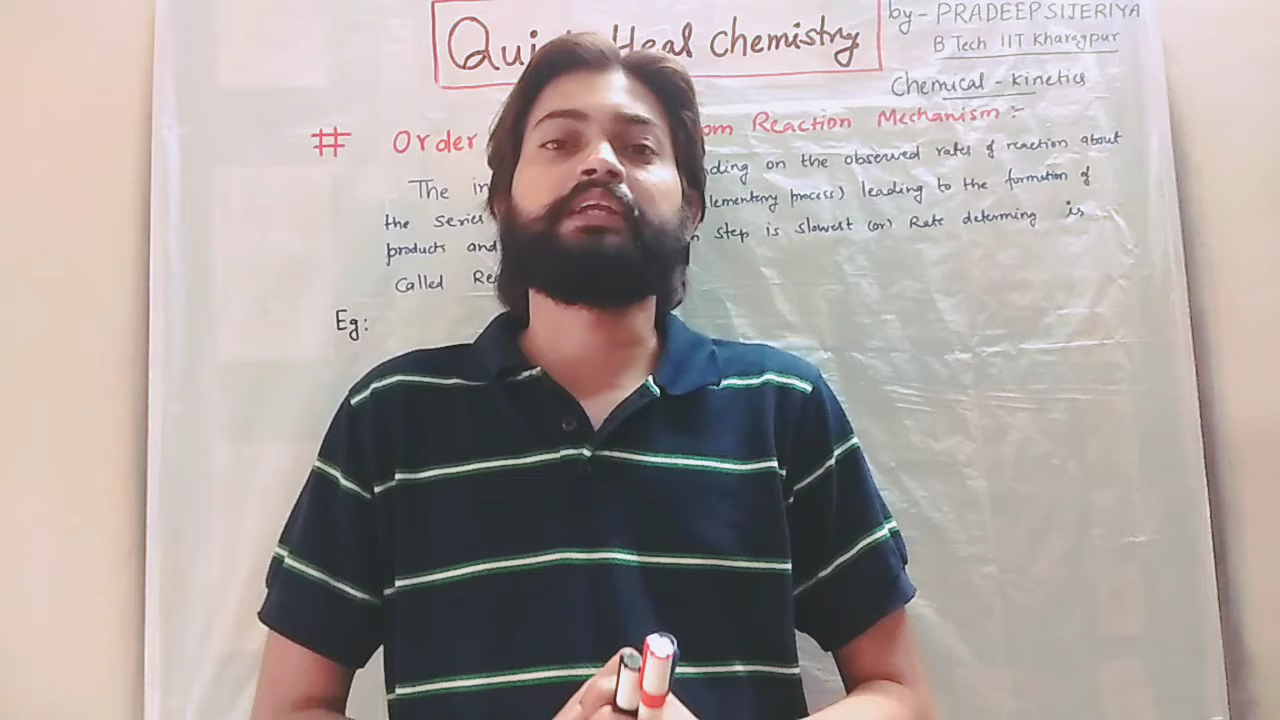 Qui Heal Chemistry
by - PRADEEP SIJERIYA
B Tech IIT Kharagpur
Chemical - Kinetics
# Order om Reaction Mechanism :-
The in ding on the observed rates of reaction about
the series lementary process) leading to the formation of
products and step is slowest (or) Rate determing is
Called Re
Eg: